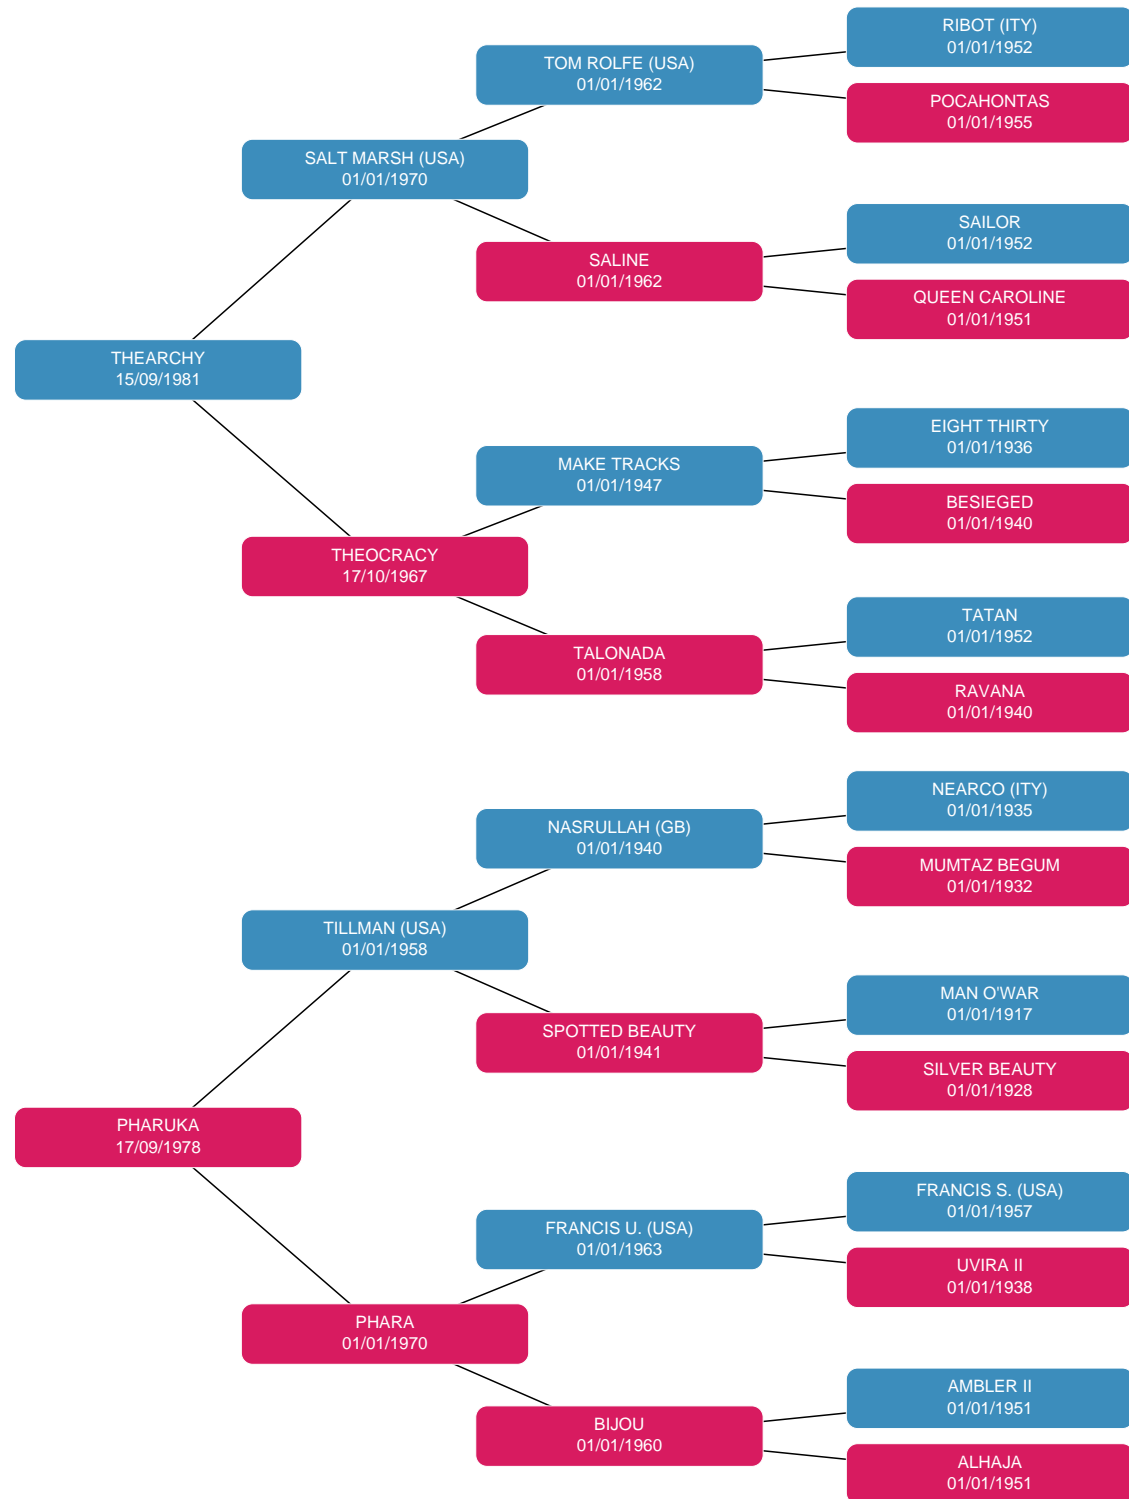 RIBOT (ITY)
01/01/1952
TOM ROLFE (USA)
01/01/1962
POCAHONTAS
01/01/1955
SALT MARSH (USA)
01/01/1970
SAILOR
01/01/1952
SALINE
01/01/1962
QUEEN CAROLINE
01/01/1951
THEARCHY
15/09/1981
EIGHT THIRTY
01/01/1936
MAKE TRACKS
01/01/1947
BESIEGED
01/01/1940
THEOCRACY
17/10/1967
TATAN
01/01/1952
TALONADA
01/01/1958
RAVANA
01/01/1940
NEARCO (ITY)
01/01/1935
NASRULLAH (GB)
01/01/1940
MUMTAZ BEGUM
01/01/1932
TILLMAN (USA)
01/01/1958
MAN O'WAR
01/01/1917
SPOTTED BEAUTY
01/01/1941
SILVER BEAUTY
01/01/1928
PHARUKA
17/09/1978
FRANCIS S. (USA)
01/01/1957
FRANCIS U. (USA)
01/01/1963
UVIRA II
01/01/1938
PHARA
01/01/1970
AMBLER II
01/01/1951
BIJOU
01/01/1960
ALHAJA
01/01/1951